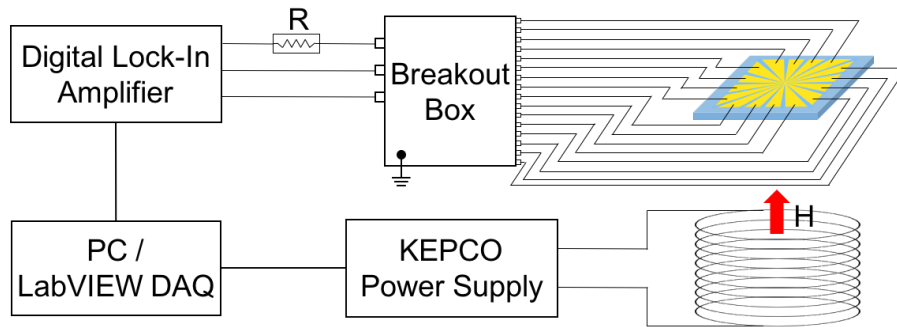 R
Digital Lock-In
Amplifier
Breakout
Box
H
PC /
LabVIEW DAQ
KEPCO
Power Supply